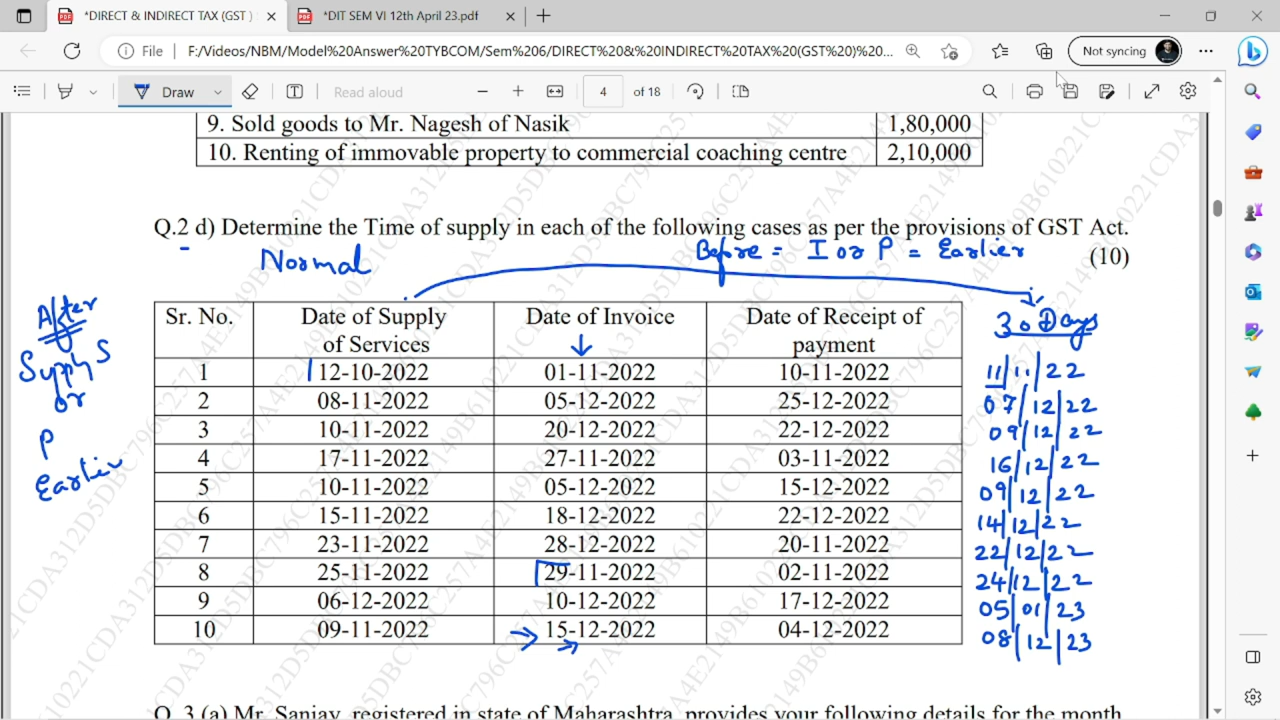 *DIRECT & INDIRECT TAX (GST )
*DIT SEM VI 12th April 23.pdf
File F:/Videos/NBM/Model%20Answer%20TYBCOM/Sem%206/DIRECT%20&%20INDIRECT%20TAX%20(GST%20)%20... Not syncing
Draw Read aloud 4 of 18
9. Sold goods to Mr. Nagesh of Nasik 1,80,000
10. Renting of immovable property to commercial coaching centre 2,10,000
Q.2 d) Determine the Time of supply in each of the following cases as per the provisions of GST Act.
(10)
Normal
Before = I or P = Earlier
After
Supply S
or
P
Earlier
Sr. No. Date of Supply of Services Date of Invoice Date of Receipt of payment 30 Days
1 12-10-2022 01-11-2022 10-11-2022 11/11/22
2 08-11-2022 05-12-2022 25-12-2022 07/12/22
3 10-11-2022 20-12-2022 22-12-2022 09/12/22
4 17-11-2022 27-11-2022 03-11-2022 16/12/22
5 10-11-2022 05-12-2022 15-12-2022 09/12/22
6 15-11-2022 18-12-2022 22-12-2022 14/12/22
7 23-11-2022 28-12-2022 20-11-2022 22/12/22
8 25-11-2022 29-11-2022 02-11-2022 24/12/22
9 06-12-2022 10-12-2022 17-12-2022 05/01/23
10 09-11-2022 15-12-2022 04-12-2022 08/12/23
Q. 3 (a) Mr. Sanjay, registered in state of Maharashtra, provides your following details for the month